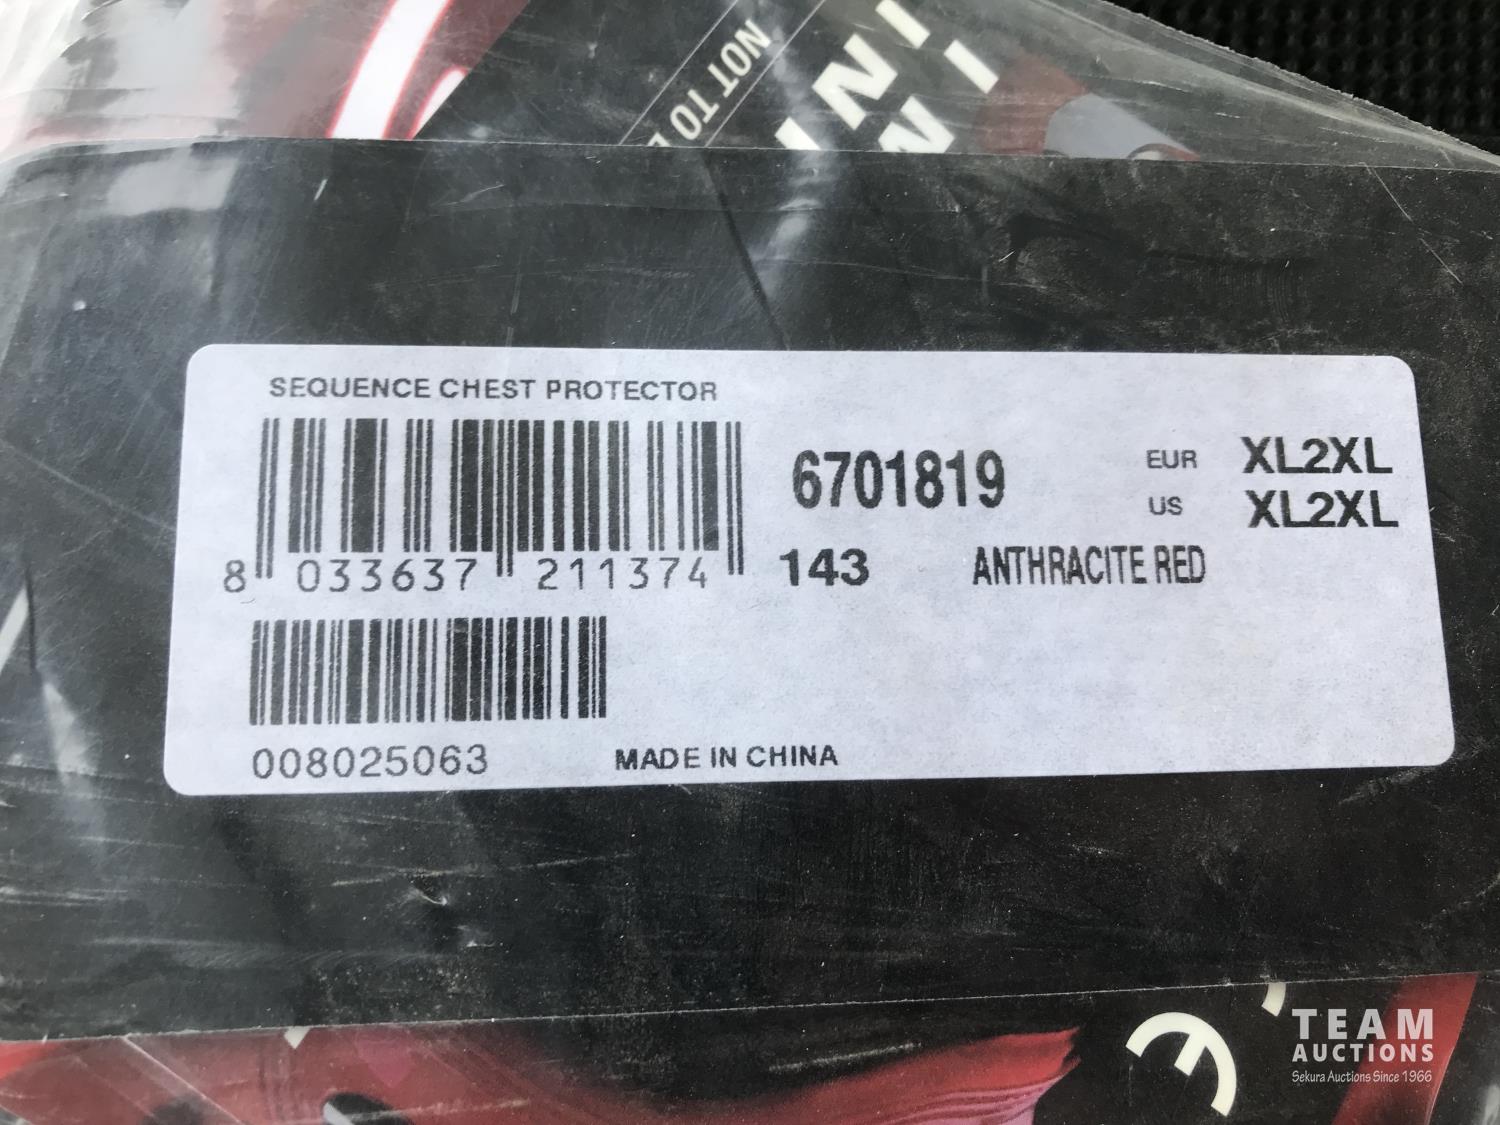 NOT TO
SEQUENCE CHEST PROTECTOR
6701819
EUR XL2XL
US XL2XL
8 033637 211374
143 ANTHRACITE RED
008025063
MADE IN CHINA
TEAM
AUCTIONS
Sekura Auctions Since 1966